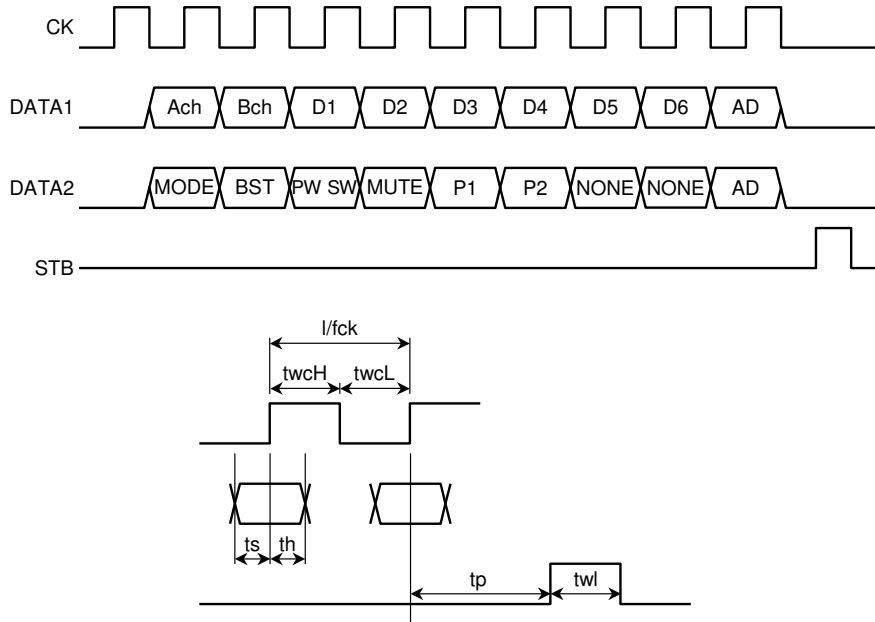 CK
DATA1 Ach Bch D1 D2 D3 D4 D5 D6 AD
DATA2 MODE BST PW SW MUTE P1 P2 NONE NONE AD
STB
l/fck
twcH twcL
ts th
tp twl